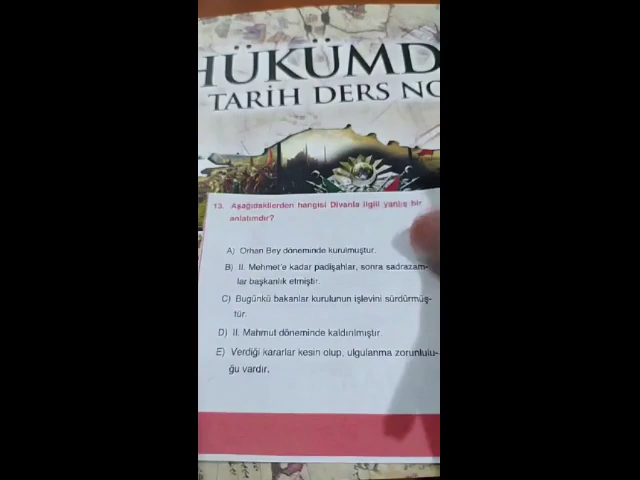 HÜKÜMD
TARİH DERS NO
13. Aşağıdakilerden hangisi Divanla ilgili yanlış bir
anlatımdır?
A) Orhan Bey döneminde kurulmuştur.
B) II. Mehmet'e kadar padişahlar, sonra sadrazam-
lar başkanlık etmiştir.
C) Bugünkü bakanlar kurulunun işlevini sürdürmüş-
tür.
D) II. Mahmut döneminde kaldırılmıştır.
E) Verdiği kararlar kesin olup, ulgulanma zorunlulu-
ğu vardır.